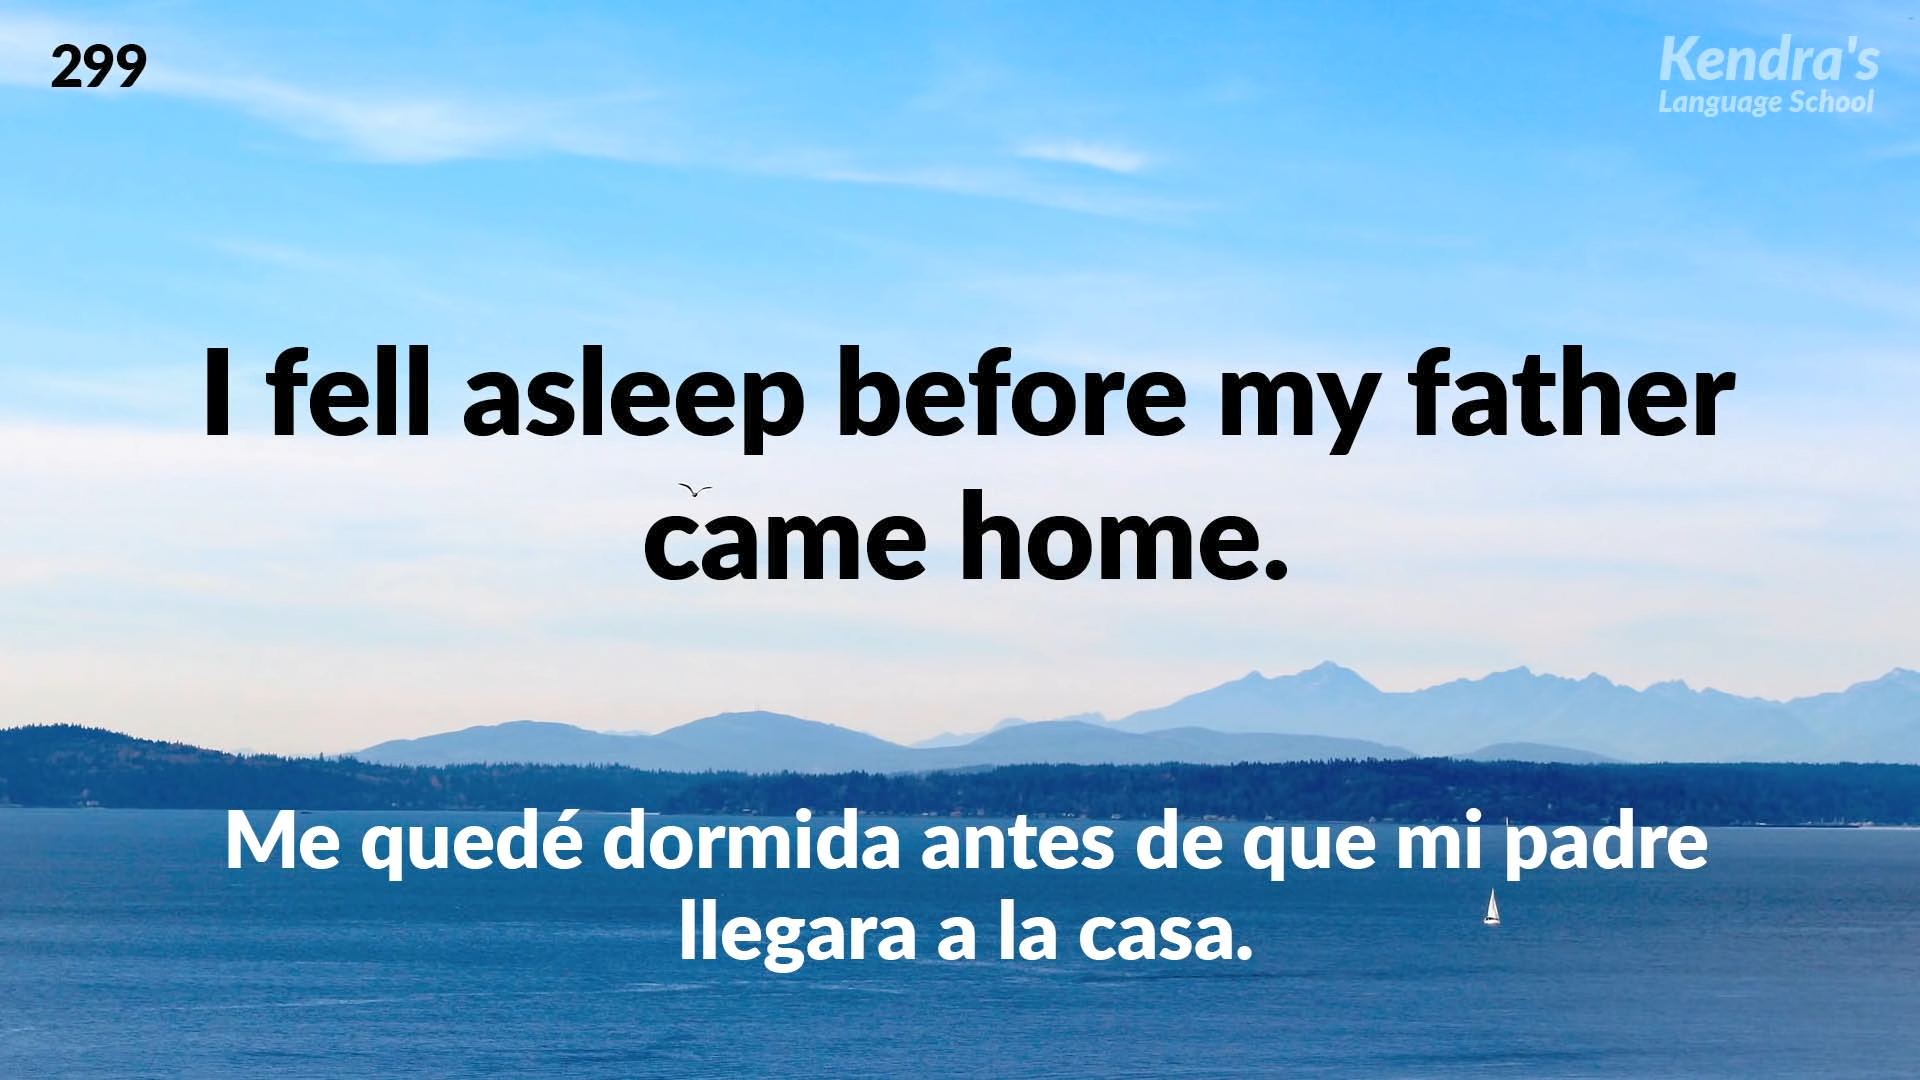 299
Kendra's
Language School
I fell asleep before my father
came home.
Me quedé dormida antes de que mi padre
llegara a la casa.